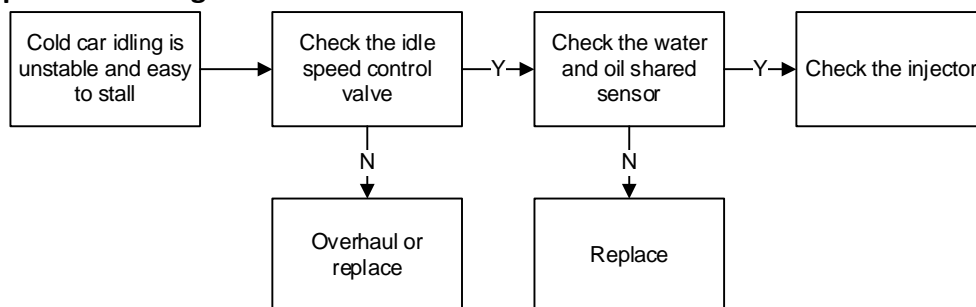 Cold car idling is
unstable and easy
to stall
Check the idle
speed control
valve
Y
Check the water
and oil shared
sensor
Y
Check the injector
N
N
Overhaul or
replace
Replace